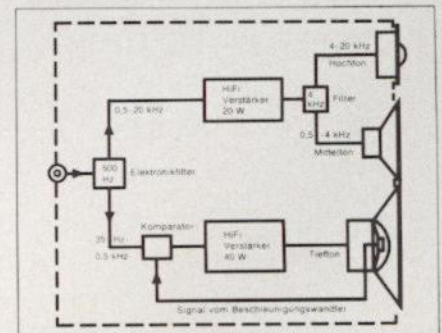 4-20 kHz
Hochton
HiFi
Verstärker
20 W
4
kHz
Filter
0,5-20 kHz
0,5 -4 kHz
Mittelton
500
Hz
Elektronikfilter
Komparator
35 Hz
0,5 kHz
HiFi
Verstärker
40 W
Tiefton
Signal vom Beschleunigungswandler